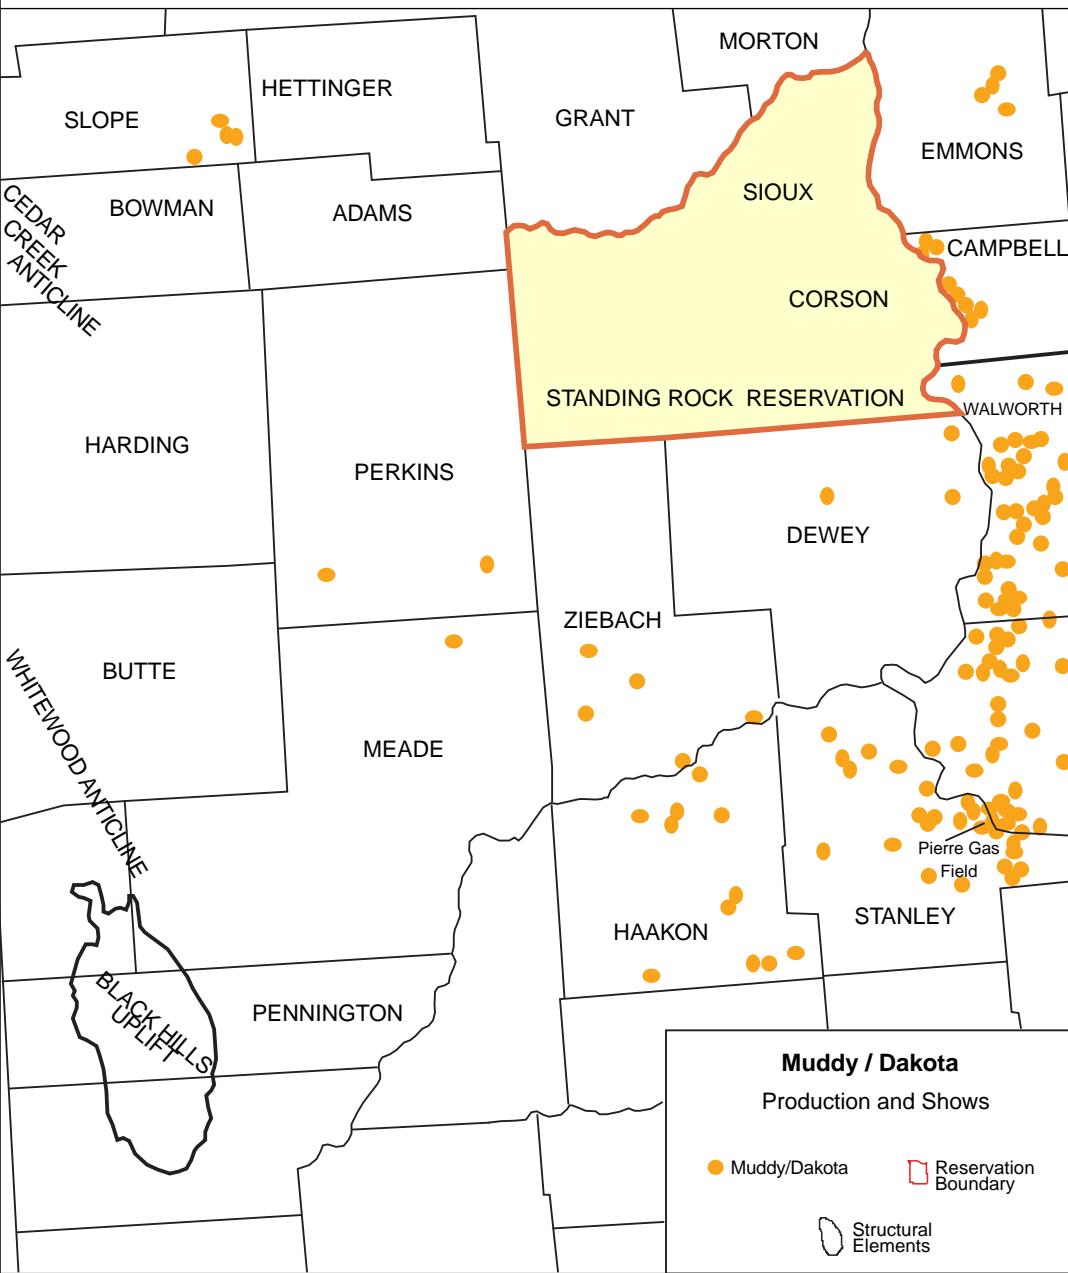 MORTON
HETTINGER
SLOPE
GRANT
EMMONS
SIOUX
BOWMAN
ADAMS
CEDAR
CREEK
ANTICLINE
CAMPBELL
CORSON
STANDING ROCK RESERVATION
WALWORTH
HARDING
PERKINS
DEWEY
ZIEBACH
BUTTE
WHITEWOOD ANTICLINE
MEADE
Pierre Gas
Field
STANLEY
HAAKON
BLACK HILLS
UPLIFT
PENNINGTON
Muddy / Dakota
Production and Shows
Muddy/Dakota
Reservation
Boundary
Structural
Elements